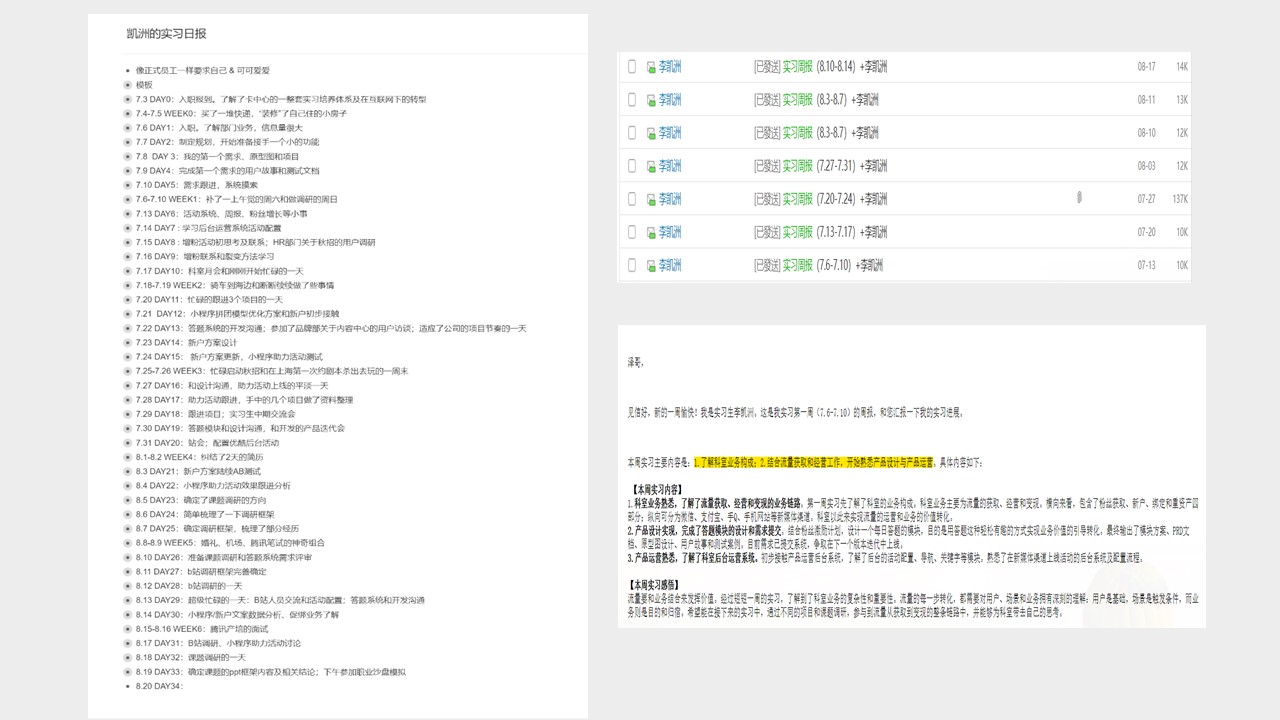 凯洲的实习日报
像正式员工一样要求自己 & 可可爱爱
模板
7.3 DAY0：入职报到。了解了卡中心的一整套实习培养体系及在互联网下的转型
7.4-7.5 WEEK0：买了一堆快递，“装修”了自己住的小房子
7.6 DAY1：入职。了解部门业务，信息量很大
7.7 DAY2：制定规划，开始准备接手一个小的功能
7.8 DAY 3：我的第一个需求、原型图和项目
7.9 DAY4：完成第一个需求的用户故事和测试文档
7.10 DAY5：需求跟进，系统摸索
7.6-7.10 WEEK1：补了一上午觉的周六和做调研的周日
7.13 DAY6：活动系统、周报、粉丝增长等小事
7.14 DAY7 : 学习后台运营系统活动配置
7.15 DAY8 : 增粉活动初思考及联系；HR部门关于秋招的用户调研
7.16 DAY9：增粉联系和裂变方法学习
7.17 DAY10：科室月会和刚刚开始忙碌的一天
7.18-7.19 WEEK2：骑车到海边和断断续续做了些事情
7.20 DAY11：忙碌的跟进3个项目的一天
7.21 DAY12：小程序拼团模型优化方案和新户初步接触
7.22 DAY13：答题系统的开发沟通；参加了品牌部关于内容中心的用户访谈；造成了公司的项目节奏的一天
7.23 DAY14：新户方案设计
7.24 DAY15： 新户方案更新、小程序助力活动测试
7.25-7.26 WEEK3：忙碌启动秋招和在上海第一次约剧本杀出去玩的一周末
7.27 DAY16：和设计沟通，助力活动上线的平淡一天
7.28 DAY17：助力活动跟进，手中的几个项目做了资料整理
7.29 DAY18：跟进项目；实习生中期交流会
7.30 DAY19：答题模块和设计沟通，和开发的产品迭代会
7.31 DAY20：站会；配置优酷后台活动
8.1-8.2 WEEK4：纠结了2天的简历
8.3 DAY21：新户方案陆续AB测试
8.4 DAY22：小程序助力活动效果跟进分析
8.5 DAY23：确定了课题调研的方向
8.6 DAY24：简单梳理了一下调研框架
8.7 DAY25：确定调研框架，梳理了部分经历
8.8-8.9 WEEK5：婚礼、机场、腾讯笔试的神奇组合
8.10 DAY26：准备课题调研和答题系统需求评审
8.11 DAY27：b站调研框架完善确定
8.12 DAY28：b站调研的一天
8.13 DAY29：超级忙碌的一天：B站人员交流和活动配置；答题系统和开发沟通
8.14 DAY30：小程序/新户文案数据分析、促绑业务了解
8.15-8.16 WEEK6：腾讯产培的面试
8.17 DAY31：B站调研、小程序助力活动讨论
8.18 DAY32：课题调研的一天
8.19 DAY33：确定课题的ppt框架内容及相关结论；下午参加职业沙盘模拟
8.20 DAY34：
李凯洲 [已發送] 实习周报 (8.10-8.14) +李凯洲 08-17 14K
李凯洲 [已發送] 实习周报 (8.3-8.7) +李凯洲 08-11 13K
李凯洲 [已發送] 实习周报 (8.3-8.7) +李凯洲 08-10 12K
李凯洲 [已發送] 实习周报 (7.27-7.31) +李凯洲 08-03 12K
李凯洲 [已發送] 实习周报 (7.20-7.24) +李凯洲 07-27 137K
李凯洲 [已發送] 实习周报 (7.13-7.17) +李凯洲 07-20 10K
李凯洲 [已發送] 实习周报 (7.6-7.10) +李凯洲 07-13 10K
泽哥，
见信好，新的一周愉快！我是实习生李凯洲。这是我实习第一周（7.6-7.10）的周报，和您汇报一下我的实习进展。
本周实习主要内容是：1.了解科室业务构成；2.结合流量获取和经营工作，开始熟悉产品设计与产品运营。具体内容如下：
【本周实习内容】
1.科室业务熟悉，了解了流量获取、经营和变现的业务链路。第一周实习先了解了科室的业务构成，科室业务主要为流量的获取、经营和变现，横向来看，包含了粉丝获取、新户、绑定和重资产四
部分；纵向可分为微信、支付宝、手Q、手机网站等新媒体渠道，科室以此来实现流量的运营和业务的价值转化。
2.产品设计实现，完成了答题模块的设计和需求提交。结合粉丝激励计划，设计一个每日答题的模块，目的是用答题这种轻松有趣的方式实现业务价值的引导转化，最终输出了模块方案、PRD文
档、原型图设计、用户故事和测试案例，目前需求已提交系统，争取在下一个版本迭代中上线。
3.产品运营熟悉，了解了科室后台运营系统。初步接触产品运营后台系统，了解了后台的活动配置、导航、关键字等模块，熟悉了在新媒体渠道上线活动的后台系统及配置流程。
【本周实习感悟】
流量要和业务结合来发挥价值，经过短短一周的实习，了解到了科室业务的复杂性和重要性。流量的每一步转化，都需要对用户、场景和业务拥有深刻的理解：用户是基础，场景是触发条件，而业
务则是目的和归宿，希望能在接下来的实习中，通过不同的项目和课题调研，参与到流量从获取到变现的整条链路中，并能够为科室带去自己的思考。